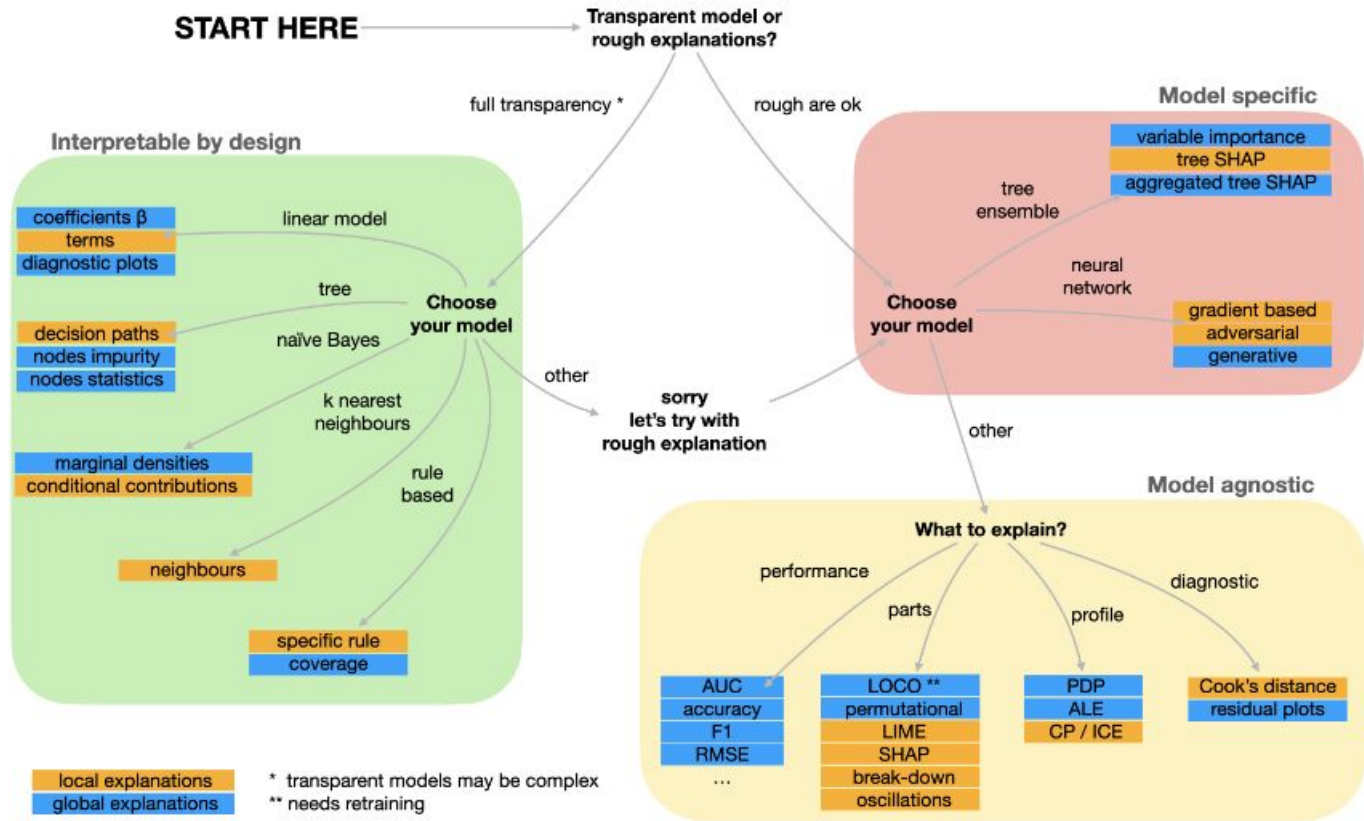 START HERE
Transparent model or
rough explanations?
full transparency *
rough are ok
Interpretable by design
coefficients β
terms
diagnostic plots
linear model
tree
decision paths
nodes impurity
nodes statistics
naïve Bayes
Choose
your model
k nearest
neighbours
marginal densities
conditional contributions
rule
based
neighbours
specific rule
coverage
other
sorry
let's try with
rough explanation
Model specific
variable importance
tree SHAP
aggregated tree SHAP
tree
ensemble
neural
network
Choose
your model
gradient based
adversarial
generative
other
Model agnostic
What to explain?
performance
parts
profile
diagnostic
AUC
accuracy
F1
RMSE
...
LOCO **
permutational
LIME
SHAP
break-down
oscillations
PDP
ALE
CP / ICE
Cook's distance
residual plots
local explanations
global explanations
* transparent models may be complex
** needs retraining